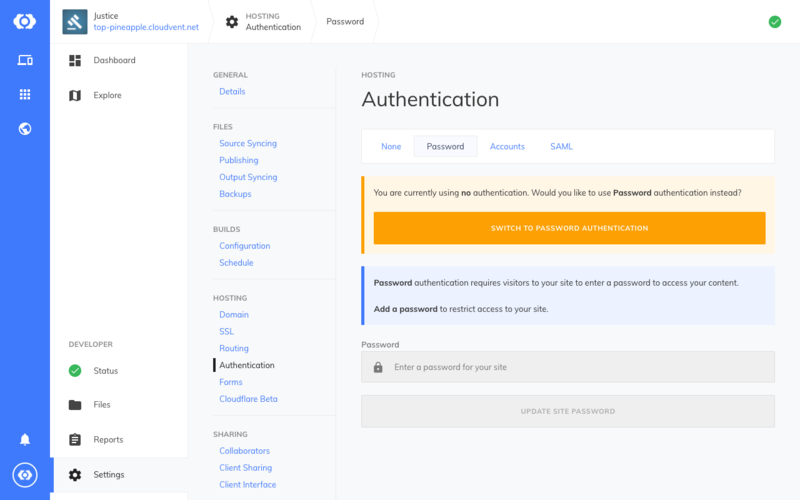 Justice
top-pineapple.cloudvent.net
HOSTING
Authentication
Password
Dashboard
Explore
DEVELOPER
Status
Files
Reports
Settings
GENERAL
Details
FILES
Source Syncing
Publishing
Output Syncing
Backups
BUILDS
Configuration
Schedule
HOSTING
Domain
SSL
Routing
Authentication
Forms
Cloudflare Beta
SHARING
Collaborators
Client Sharing
Client Interface
HOSTING
Authentication
None Password Accounts SAML
You are currently using no authentication. Would you like to use Password authentication instead?
SWITCH TO PASSWORD AUTHENTICATION
Password authentication requires visitors to your site to enter a password to access your content.
Add a password to restrict access to your site.
Password
Enter a password for your site
UPDATE SITE PASSWORD